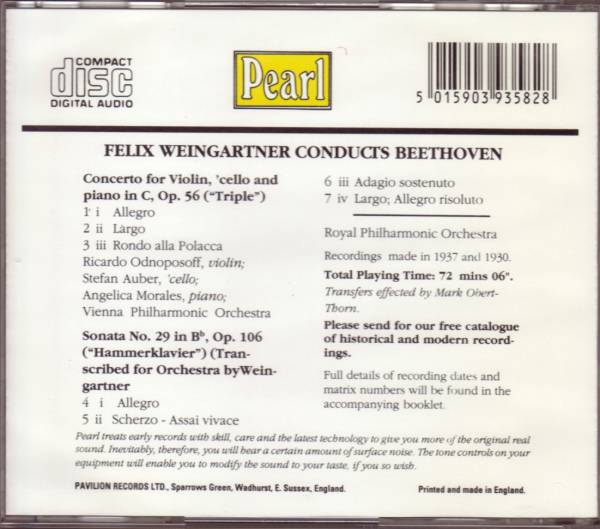 COMPACT
disc
DIGITAL AUDIO
Pearl
5 015903 935828
FELIX WEINGARTNER CONDUCTS BEETHOVEN
Concerto for Violin, 'cello and
piano in C, Op. 56 ("Triple")
1 i Allegro
2 ii Largo
3 iii Rondo alla Polacca
Ricardo Odnoposoff, violin;
Stefan Auber, 'cello;
Angelica Morales, piano;
Vienna Philharmonic Orchestra
Sonata No. 29 in Bb, Op. 106
("Hammerklavier") (Tran-
scribed for Orchestra byWein-
gartner
4 i Allegro
5 ii Scherzo - Assai vivace
6 iii Adagio sostenuto
7 iv Largo; Allegro risoluto
Royal Philharmonic Orchestra
Recordings made in 1937 and 1930.
Total Playing Time: 72 mins 06".
Transfers effected by Mark Obert-
Thorn.
Please send for our free catalogue
of historical and modern record-
ings.
Full details of recording dates and
matrix numbers will be found in the
accompanying booklet.
Pearl treats early records with skill, care and the latest technology to give you more of the original real
sound. Inevitably, therefore, you will hear a certain amount of surface noise. The tone controls on your
equipment will enable you to modify the sound to your taste, if you so wish.
PAVILION RECORDS LTD., Sparrows Green, Wadhurst, E. Sussex, England.
Printed and made in England.